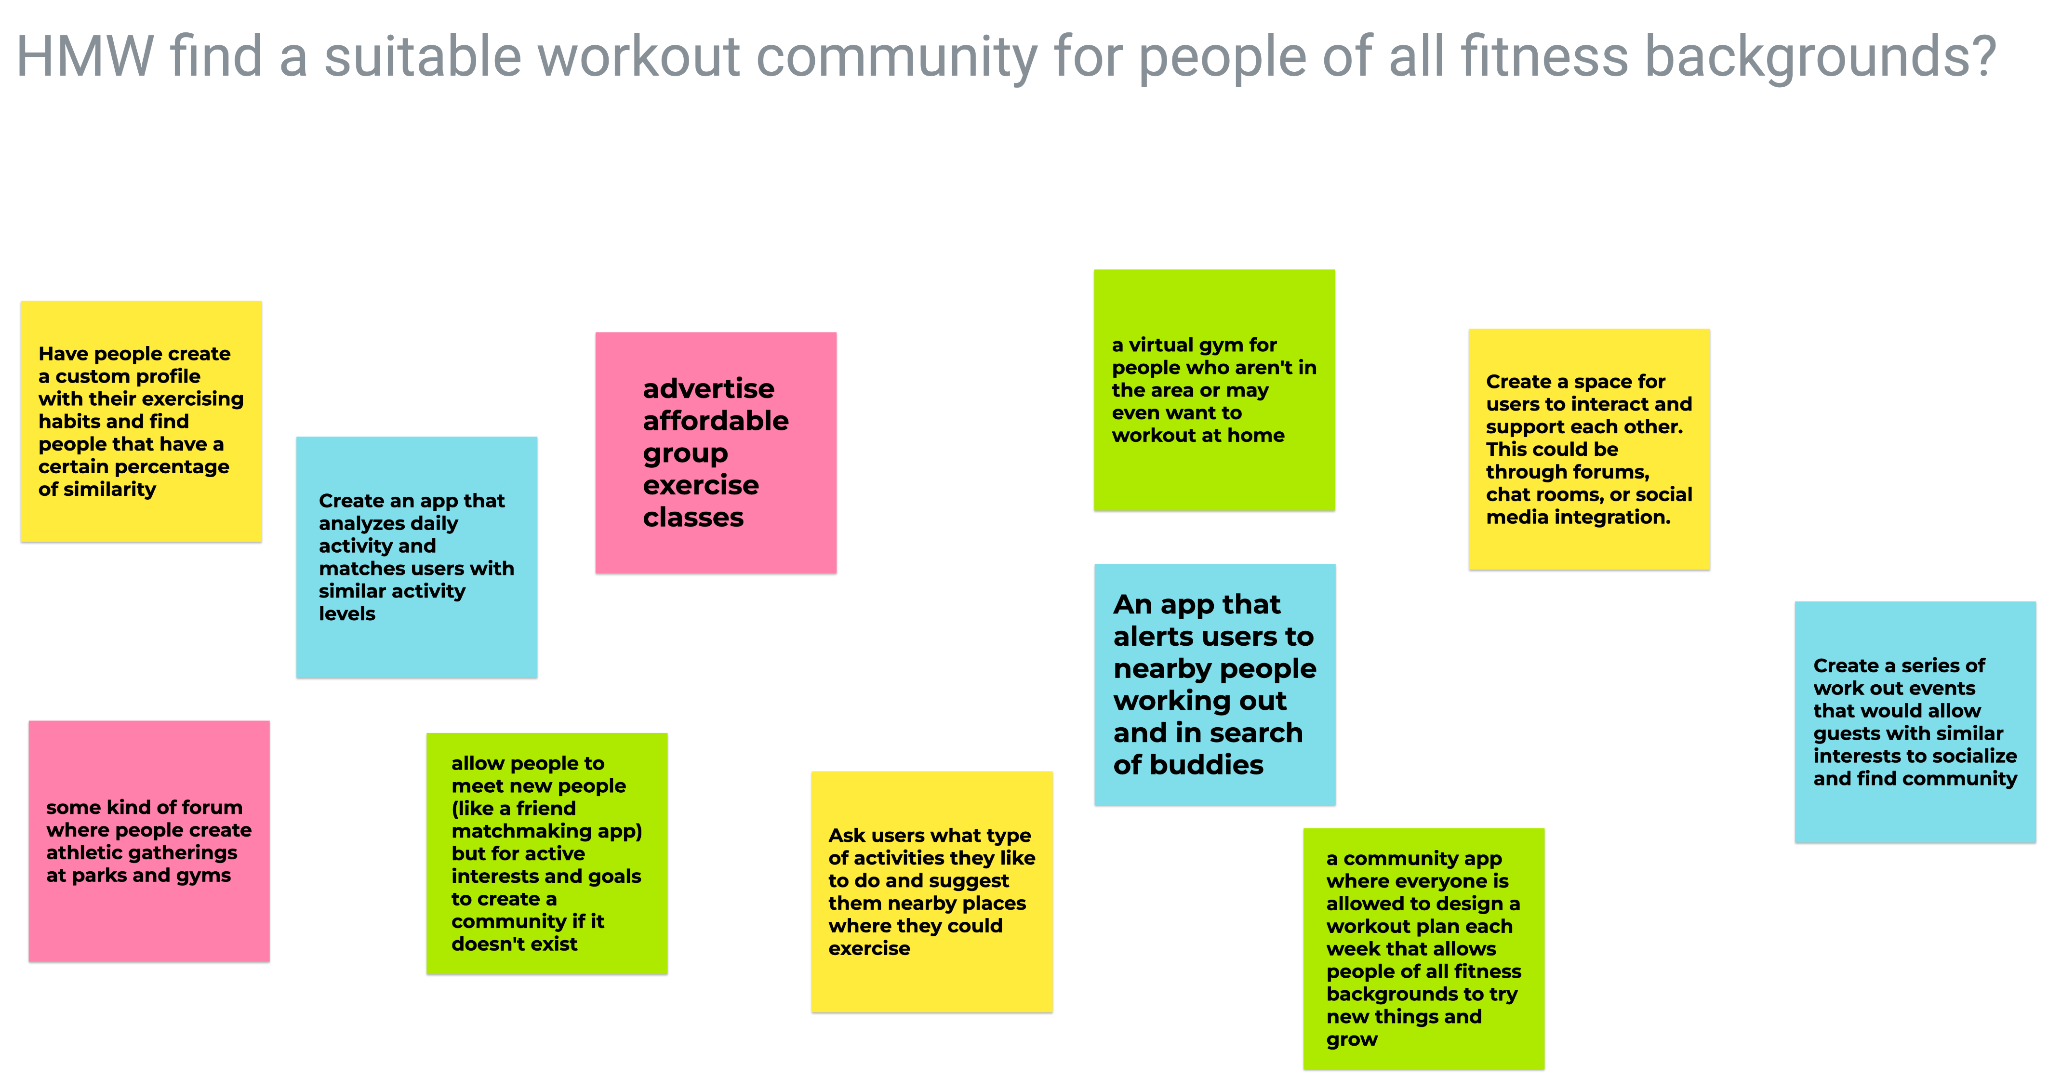 HMW find a suitable workout community for people of all fitness backgrounds?
Have people create
a custom profile
with their exercising
habits and find
people that have a
certain percentage
of similarity
Create an app that
analyzes daily
activity and
matches users with
similar activity
levels
advertise
affordable
group
exercise
classes
a virtual gym for
people who aren't in
the area or may
even want to
workout at home
Create a space for
users to interact and
support each other.
This could be
through forums,
chat rooms, or social
media integration.
An app that
alerts users to
nearby people
working out
and in search
of buddies
Create a series of
work out events
that would allow
guests with similar
interests to socialize
and find community
some kind of forum
where people create
athletic gatherings
at parks and gyms
allow people to
meet new people
(like a friend
matchmaking app)
but for active
interests and goals
to create a
community if it
doesn't exist
Ask users what type
of activities they like
to do and suggest
them nearby places
where they could
exercise
a community app
where everyone is
allowed to design a
workout plan each
week that allows
people of all fitness
backgrounds to try
new things and
grow